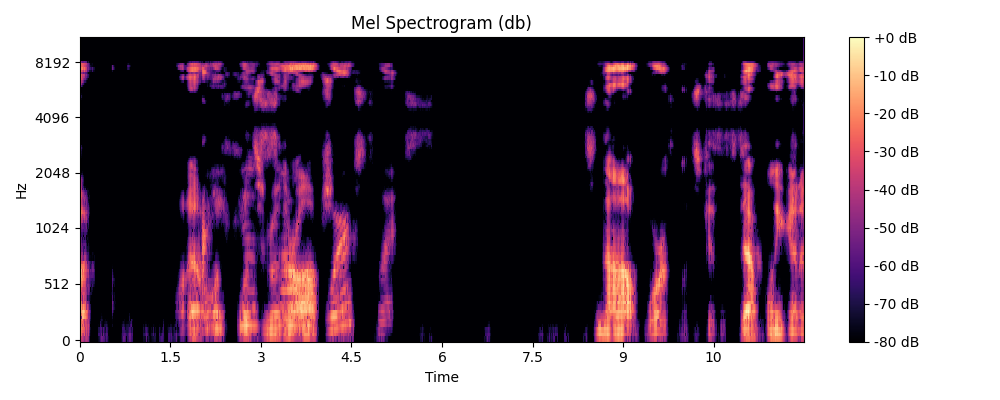 Mel Spectrogram (db)
Hz
8192
4096
2048
1024
512
0
0 1.5 3 4.5 6 7.5 9 10
Time
+0 dB
-10 dB
-20 dB
-30 dB
-40 dB
-50 dB
-60 dB
-70 dB
-80 dB